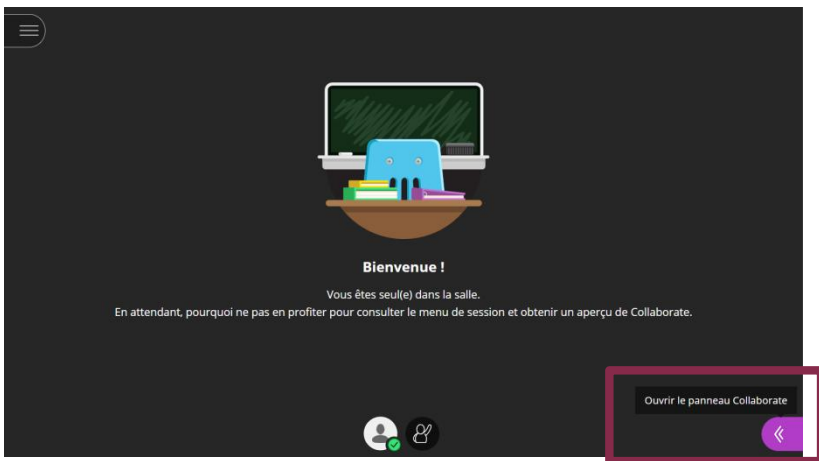 Bienvenue !
Vous êtes seul(e) dans la salle.
En attendant, pourquoi ne pas en profiter pour consulter le menu de session et obtenir un aperçu de Collaborate.
Ouvrir le panneau Collaborate